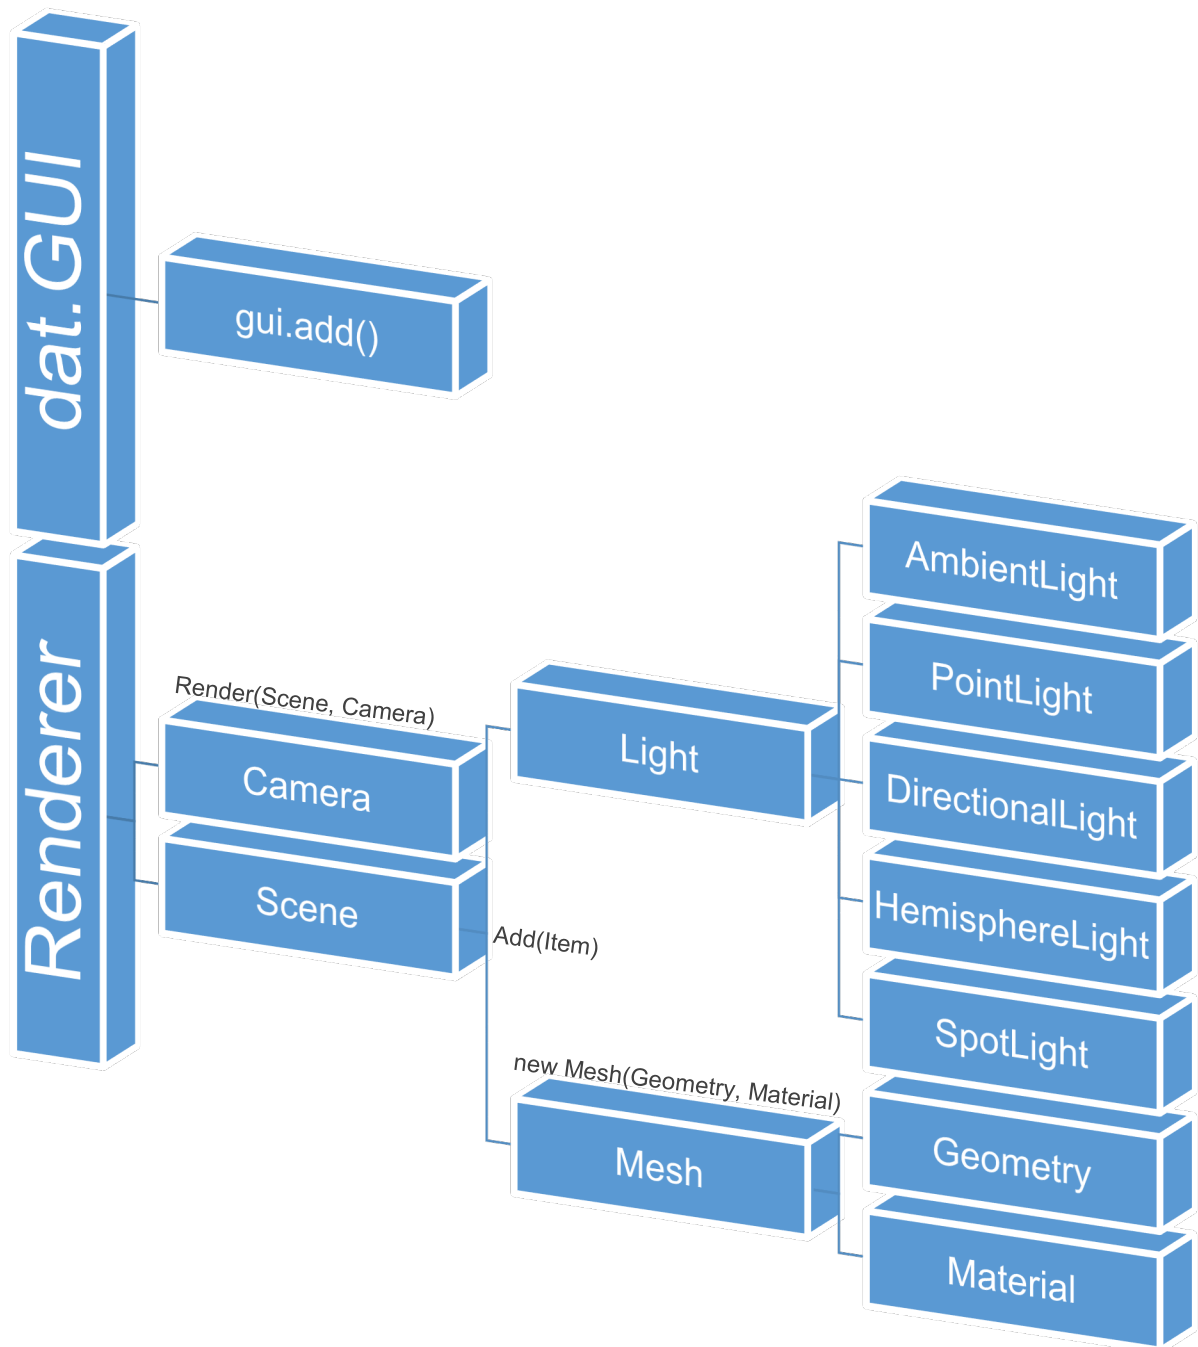 dat.GUI
gui.add()
Renderer
Render(Scene, Camera)
Camera
Scene
Add(Item)
Light
AmbientLight
PointLight
DirectionalLight
HemisphereLight
SpotLight
new Mesh(Geometry, Material)
Mesh
Geometry
Material